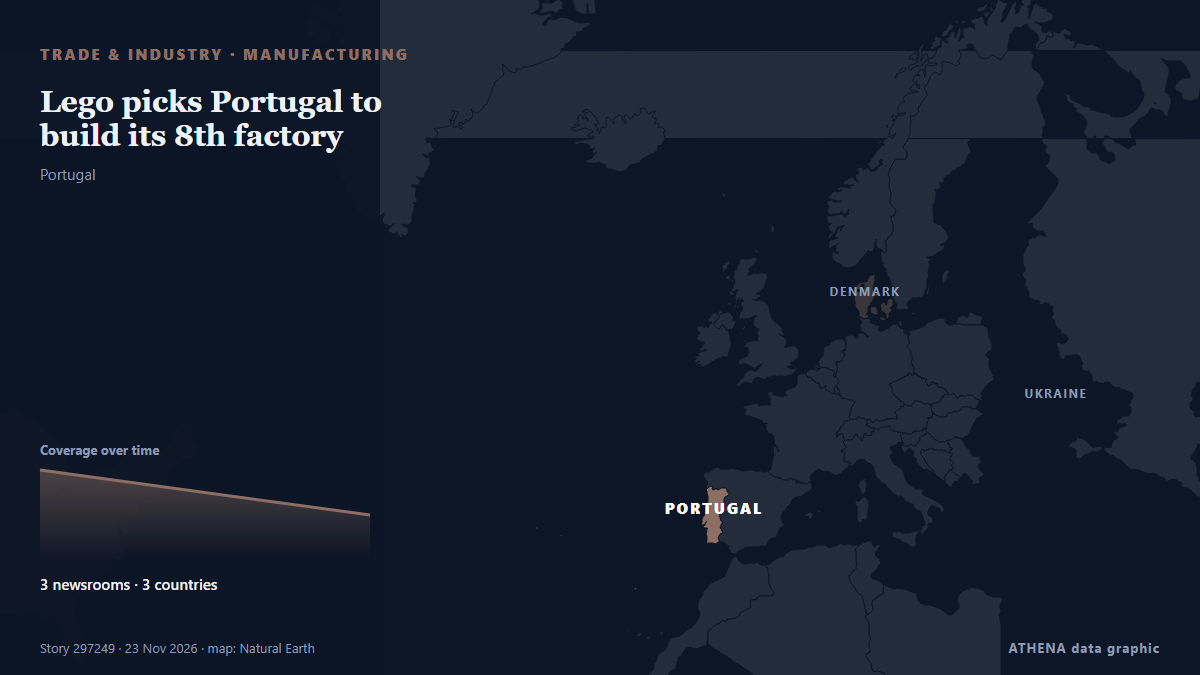 TRADE & INDUSTRY · MANUFACTURING
Lego picks Portugal to
build its 8th factory
Portugal
DENMARK
UKRAINE
PORTUGAL
Coverage over time
3 newsrooms · 3 countries
Story 297249 · 23 Nov 2026 · map: Natural Earth
ATHENA data graphic